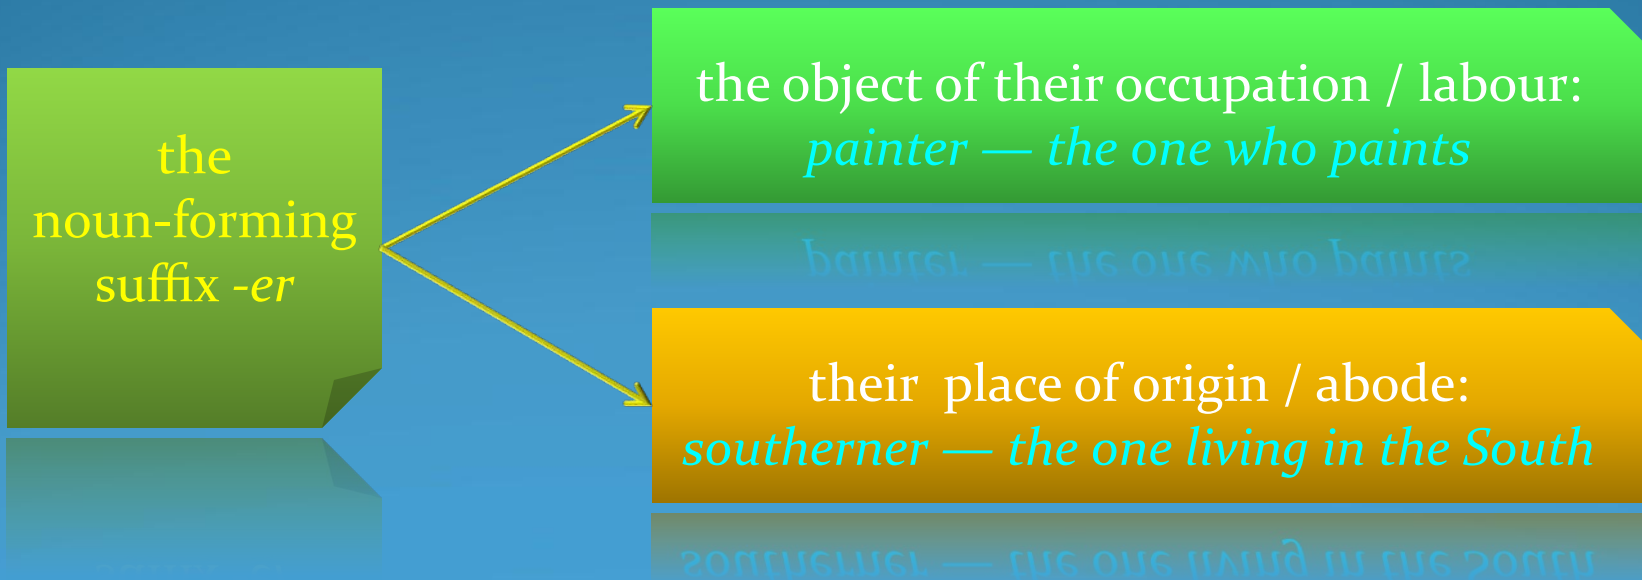 the
noun-forming
suffix -er
the object of their occupation / labour:
painter — the one who paints
their place of origin / abode:
southerner — the one living in the South